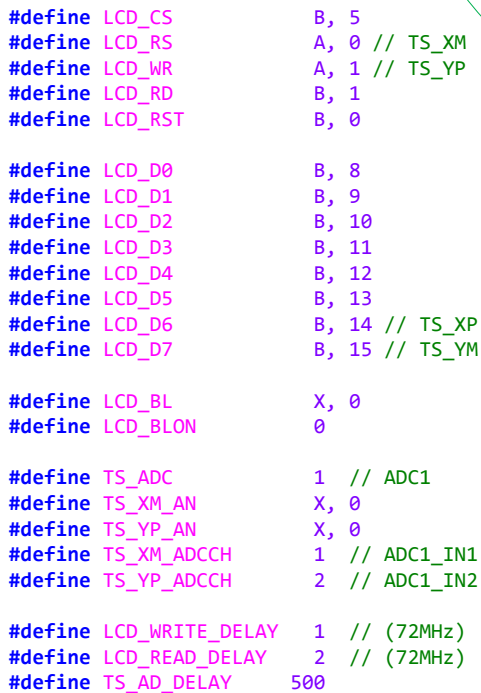 #define LCD_CS B, 5
#define LCD_RS A, 0 // TS_XM
#define LCD_WR A, 1 // TS_YP
#define LCD_RD B, 1
#define LCD_RST B, 0
#define LCD_D0 B, 8
#define LCD_D1 B, 9
#define LCD_D2 B, 10
#define LCD_D3 B, 11
#define LCD_D4 B, 12
#define LCD_D5 B, 13
#define LCD_D6 B, 14 // TS_XP
#define LCD_D7 B, 15 // TS_YM
#define LCD_BL X, 0
#define LCD_BLON 0
#define TS_ADC 1 // ADC1
#define TS_XM_AN X, 0
#define TS_YP_AN X, 0
#define TS_XM_ADCCH 1 // ADC1_IN1
#define TS_YP_ADCCH 2 // ADC1_IN2
#define LCD_WRITE_DELAY 1 // (72MHz)
#define LCD_READ_DELAY 2 // (72MHz)
#define TS_AD_DELAY 500